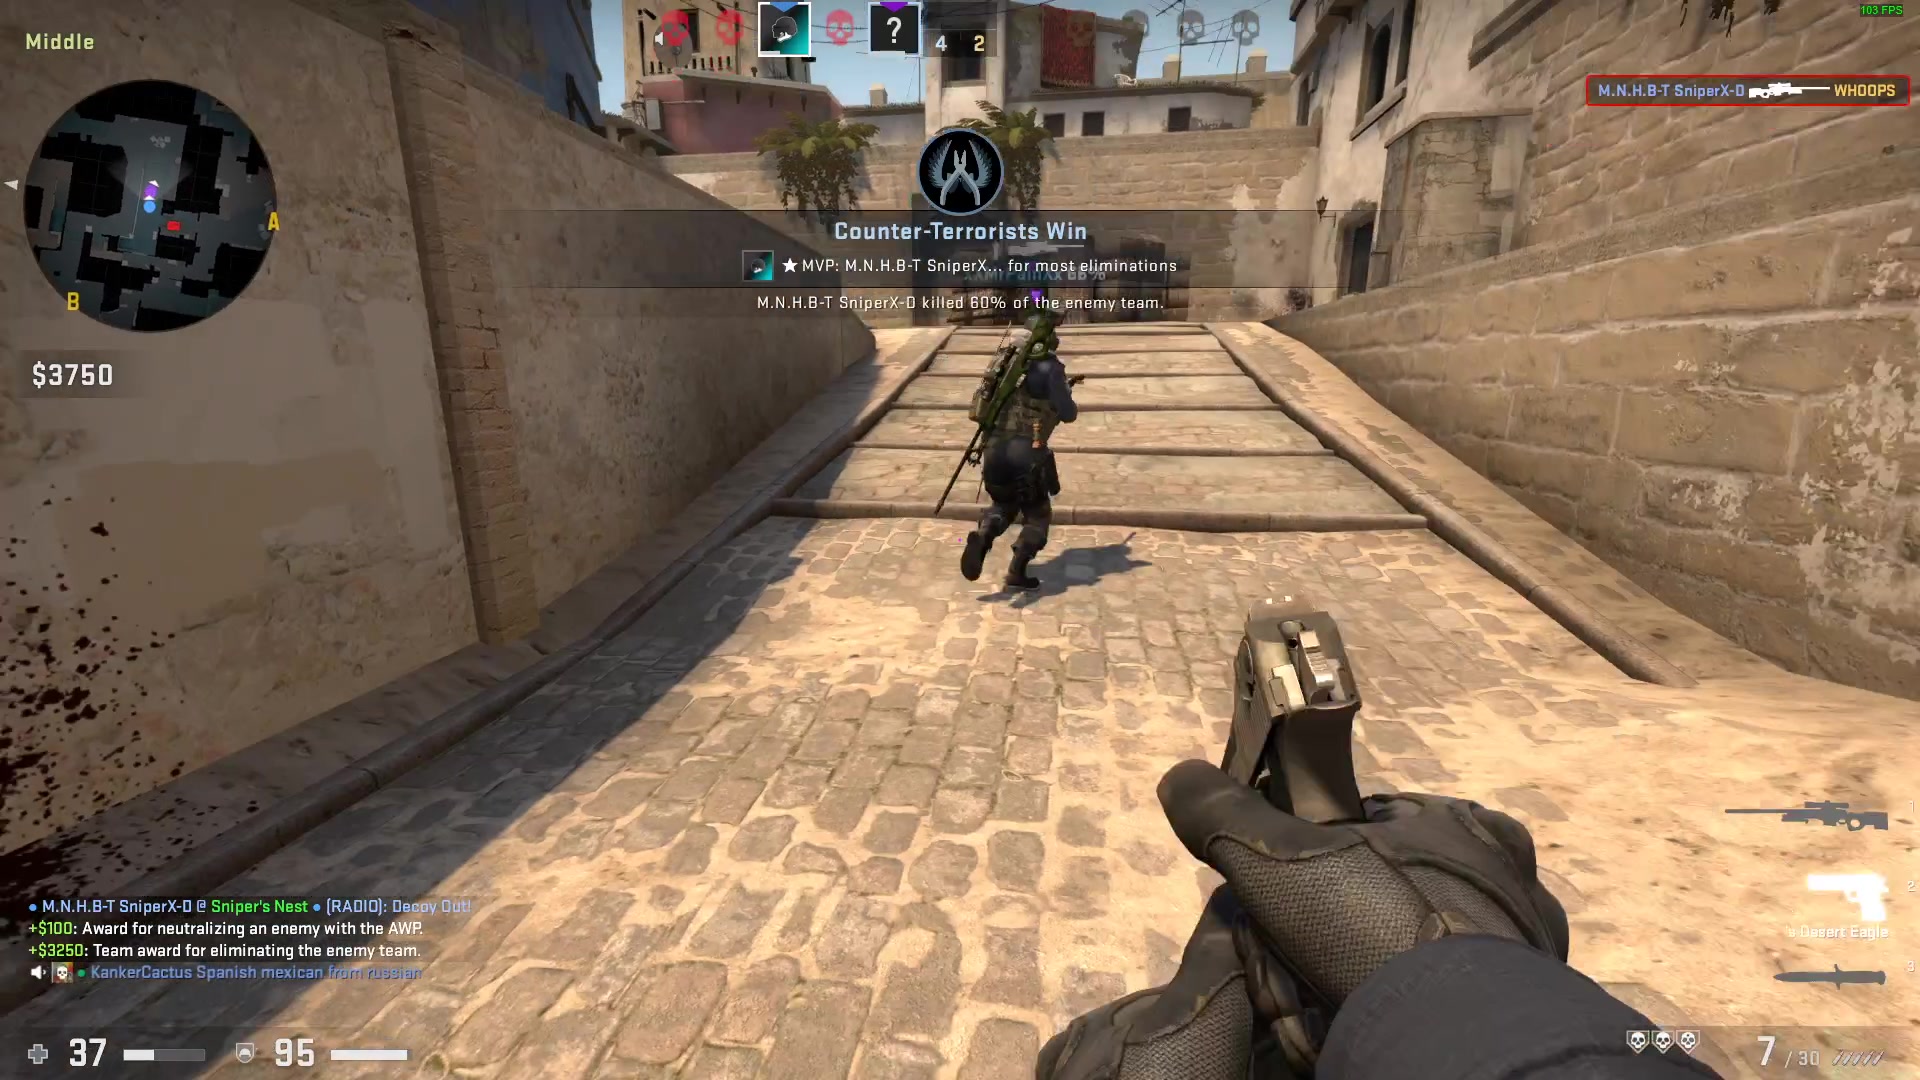 103 FPS
Middle
?
4 2
M.N.H.B-T SniperX-D WHOOPS
A
B
Counter-Terrorists Win
★ MVP: M.N.H.B-T SniperX... for most eliminations
M.N.H.B-T SniperX-D killed 60% of the enemy team.
$3750
1
2
's Desert Eagle
3
● M.N.H.B-T SniperX-D @ Sniper's Nest ● (RADIO): Decoy Out!
+$100: Award for neutralizing an enemy with the AWP.
+$3250: Team award for eliminating the enemy team.
● KankerCactus Spanish mexican from russian
37 95
7 / 30